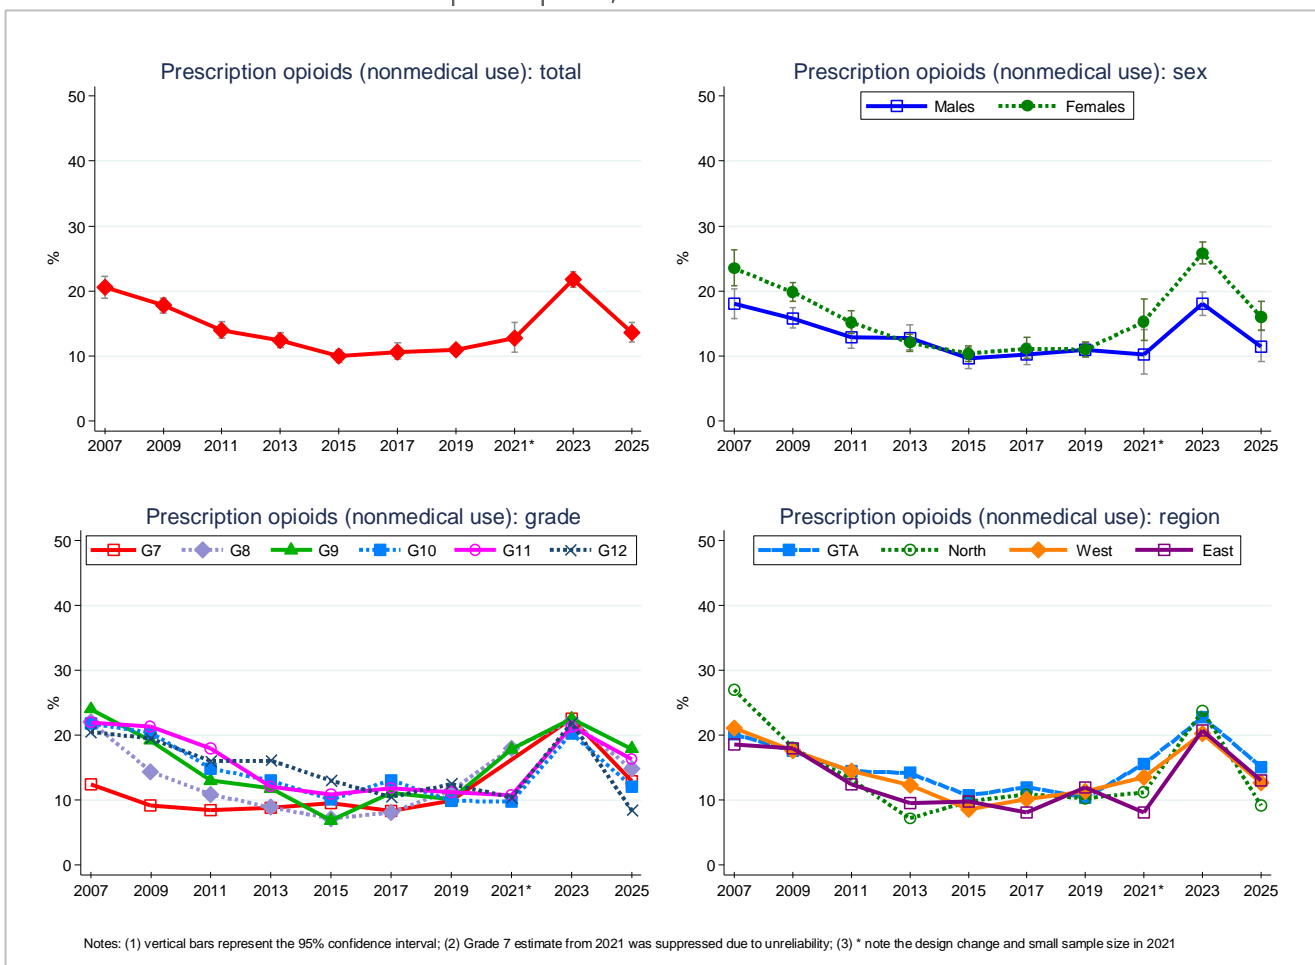 Prescription opioids (nonmedical use): total
50
40
30
20
10
0
%
2007 2009 2011 2013 2015 2017 2019 2021* 2023 2025
Prescription opioids (nonmedical use): sex
Males Females
50
40
30
20
10
0
%
2007 2009 2011 2013 2015 2017 2019 2021* 2023 2025
Prescription opioids (nonmedical use): grade
G7 G8 G9 G10 G11 G12
50
40
30
20
10
0
%
2007 2009 2011 2013 2015 2017 2019 2021* 2023 2025
Prescription opioids (nonmedical use): region
GTA North West East
50
40
30
20
10
0
%
2007 2009 2011 2013 2015 2017 2019 2021* 2023 2025
Notes: (1) vertical bars represent the 95% confidence interval; (2) Grade 7 estimate from 2021 was suppressed due to unreliability; (3) * note the design change and small sample size in 2021